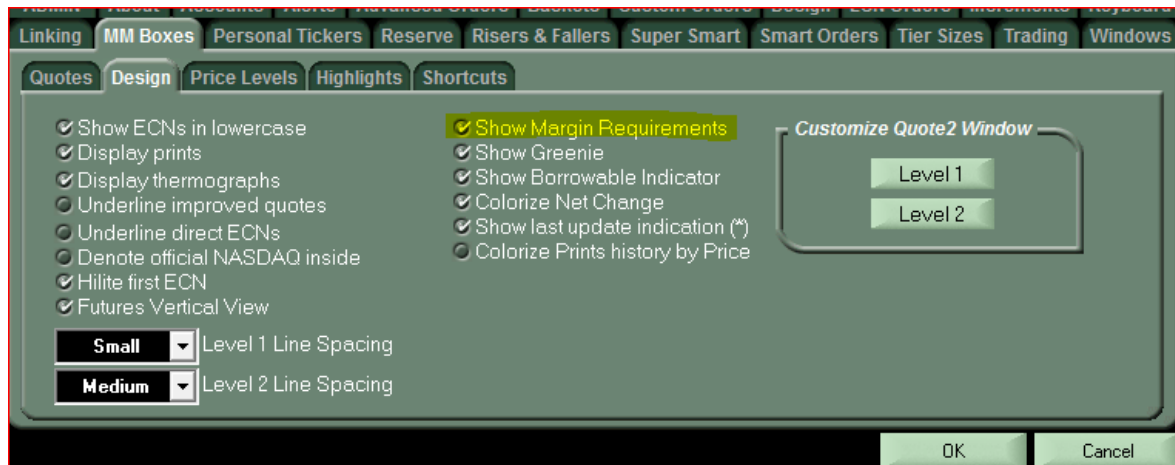 Linking MM Boxes Personal Tickers Reserve Risers & Fallers Super Smart Smart Orders Tier Sizes Trading Windows
Quotes Design Price Levels Highlights Shortcuts
Show ECNs in lowercase
Display prints
Display thermographs
Underline improved quotes
Underline direct ECNs
Denote official NASDAQ inside
Hilite first ECN
Futures Vertical View
Small Level 1 Line Spacing
Medium Level 2 Line Spacing
Show Margin Requirements
Show Greenie
Show Borrowable Indicator
Colorize Net Change
Show last update indication (*)
Colorize Prints history by Price
Customize Quote2 Window
Level 1
Level 2
OK Cancel